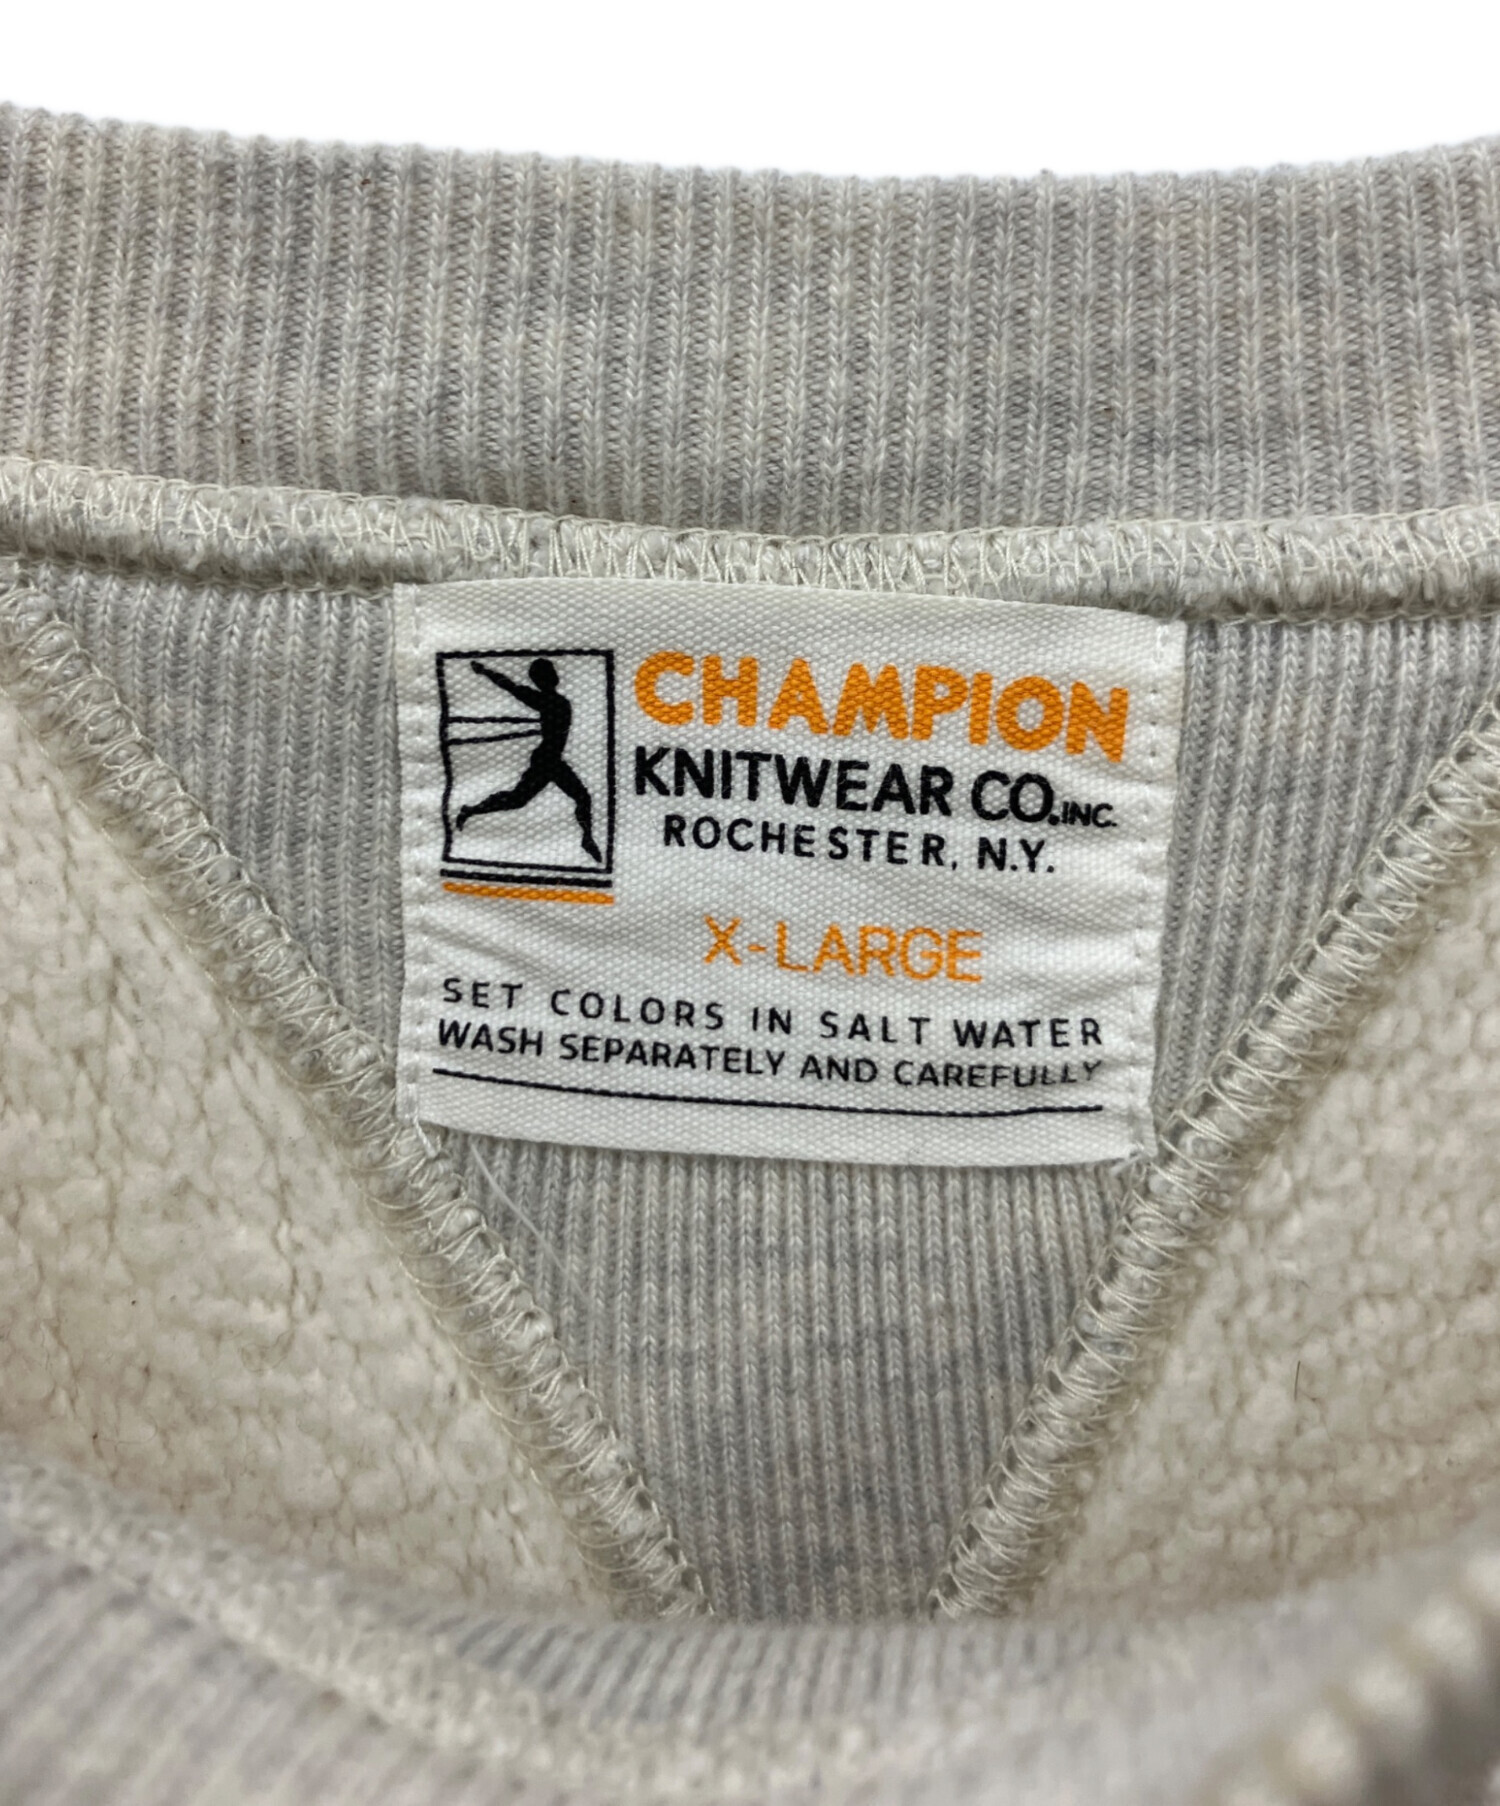 CHAMPION
KNITWEAR CO.INC.
ROCHESTER, N.Y.
X-LARGE
SET COLORS IN SALT WATER
WASH SEPARATELY AND CAREFULLY